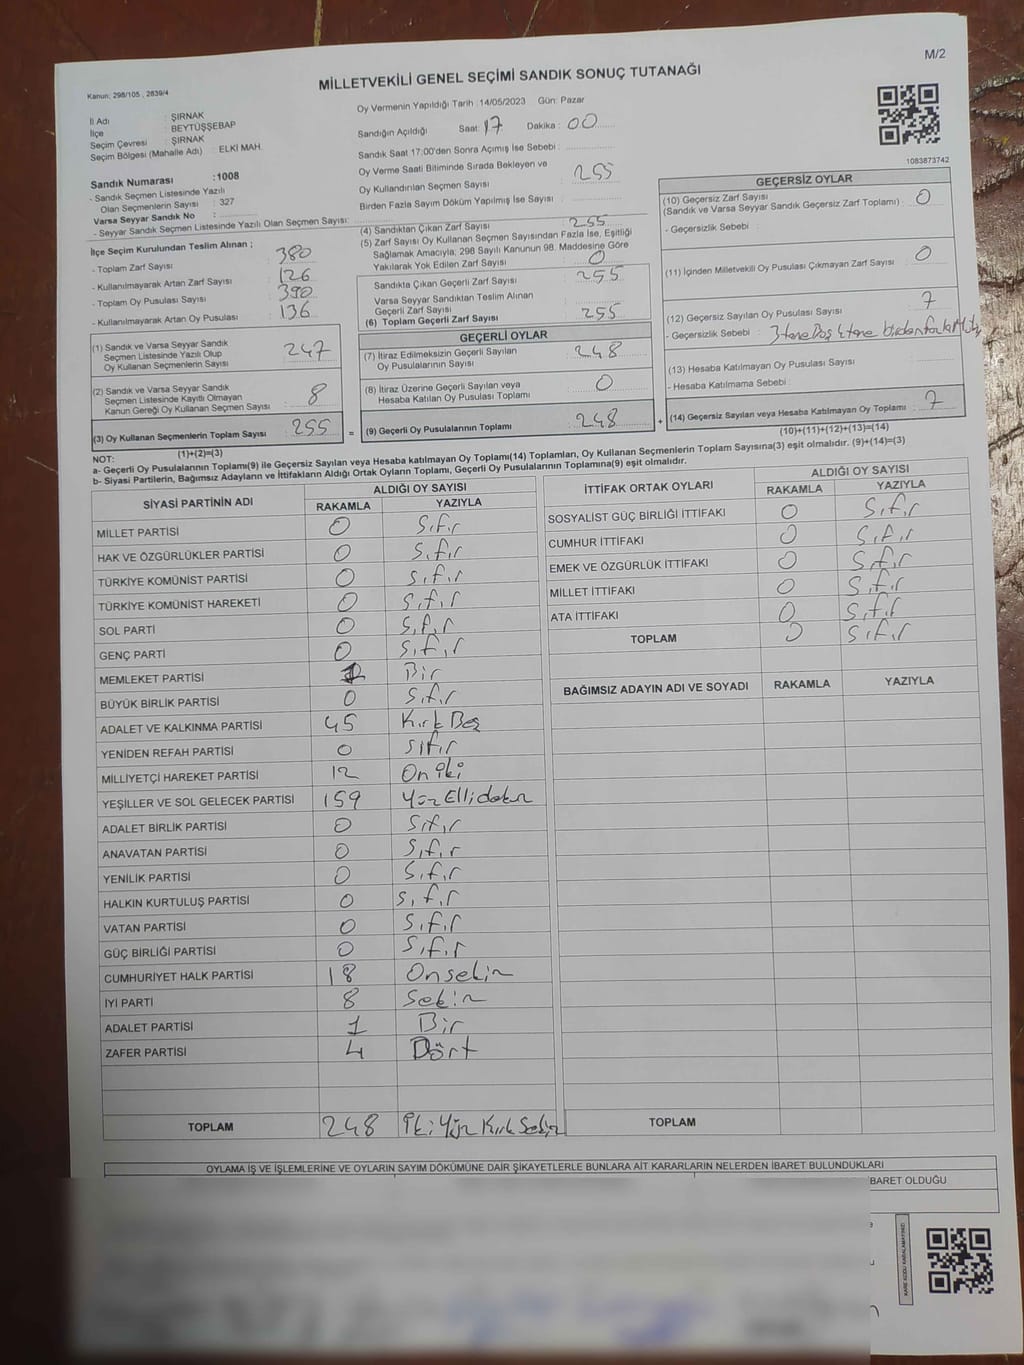 M/2
MİLLETVEKİLİ GENEL SEÇİMİ SANDIK SONUÇ TUTANAĞI
Kanun: 298/105 , 2839/4
İl Adı : ŞIRNAK
İlçe : BEYTÜŞŞEBAP
Seçim Çevresi : ŞIRNAK
Seçim Bölgesi (Mahalle Adı) : ELKİ MAH.
Sandık Numarası :1008
- Sandık Seçmen Listesinde Yazılı
Olan Seçmenlerin Sayısı : 327
Varsa Seyyar Sandık No :
- Seyyar Sandık Seçmen Listesinde Yazılı Olan Seçmen Sayısı:
Oy Vermenin Yapıldığı Tarih :14/05/2023 Gün: Pazar
Sandığın Açıldığı Saat: 17 Dakika : 00
Sandık Saat 17:00'den Sonra Açımış İse Sebebi :
Oy Verme Saati Bitiminde Sırada Bekleyen ve
Oy Kullandırılan Seçmen Sayısı : 255
Birden Fazla Sayım Döküm Yapılmış İse Sayısı :
1083873742
İlçe Seçim Kurulundan Teslim Alınan ;
- Toplam Zarf Sayısı : 380
- Kullanılmayarak Artan Zarf Sayısı : 126
- Toplam Oy Pusulası Sayısı : 390
- Kullanılmayarak Artan Oy Pusulası : 136
(1) Sandık ve Varsa Seyyar Sandık
Seçmen Listesinde Yazılı Olup
Oy Kullanan Seçmenlerin Sayısı : 247
(2) Sandık ve Varsa Seyyar Sandık
Seçmen Listesinde Kayıtlı Olmayan
Kanun Gereği Oy Kullanan Seçmen Sayısı : 8
(3) Oy Kullanan Seçmenlerin Toplam Sayısı : 255
(1)+(2)=(3)
(4) Sandıktan Çıkan Zarf Sayısı : 255
(5) Zarf Sayısı Oy Kullanan Seçmen Sayısından Fazla İse, Eşitliği
Sağlamak Amacıyla; 298 Sayılı Kanunun 98. Maddesine Göre
Yakılarak Yok Edilen Zarf Sayısı : 0
Sandıkta Çıkan Geçerli Zarf Sayısı : 255
Varsa Seyyar Sandıktan Teslim Alınan
Geçerli Zarf Sayısı
(6) Toplam Geçerli Zarf Sayısı : 255
GEÇERLİ OYLAR
(7) İtiraz Edilmeksizin Geçerli Sayılan
Oy Pusulalarının Sayısı : 248
(8) İtiraz Üzerine Geçerli Sayılan veya
Hesaba Katılan Oy Pusulası Toplamı : 0
= (9) Geçerli Oy Pusulalarının Toplamı : 248 +
GEÇERSİZ OYLAR
(10) Geçersiz Zarf Sayısı
(Sandık ve Varsa Seyyar Sandık Geçersiz Zarf Toplamı) : 0
- Geçersizlik Sebebi :
(11) İçinden Milletvekili Oy Pusulası Çıkmayan Zarf Sayısı : 0
(12) Geçersiz Sayılan Oy Pusulası Sayısı : 7
- Geçersizlik Sebebi : 3 tane Boş 4 tane birden fazla
(13) Hesaba Katılmayan Oy Pusulası Sayısı :
- Hesaba Katılmama Sebebi :
(14) Geçersiz Sayılan veya Hesaba Katılmayan Oy Toplamı : 7
(10)+(11)+(12)+(13)=(14)
NOT:
a- Geçerli Oy Pusulalarının Toplamı(9) ile Geçersiz Sayılan veya Hesaba katılmayan Oy Toplamı(14) Toplamları, Oy Kullanan Seçmenlerin Toplam Sayısına(3) eşit olmalıdır. (9)+(14)=(3)
b- Siyasi Partilerin, Bağımsız Adayların ve İttifakların Aldığı Ortak Oyların Toplamı, Geçerli Oy Pusulalarının Toplamına(9) eşit olmalıdır.
SİYASİ PARTİNİN ADI ALDIĞI OY SAYISI
RAKAMLA YAZIYLA
MİLLET PARTİSİ 0 Sıfır
HAK VE ÖZGÜRLÜKLER PARTİSİ 0 Sıfır
TÜRKİYE KOMÜNİST PARTİSİ 0 Sıfır
TÜRKİYE KOMÜNİST HAREKETİ 0 Sıfır
SOL PARTİ 0 Sıfır
GENÇ PARTİ 0 Sıfır
MEMLEKET PARTİSİ 1 Bir
BÜYÜK BİRLİK PARTİSİ 0 Sıfır
ADALET VE KALKINMA PARTİSİ 45 Kırk Beş
YENİDEN REFAH PARTİSİ 0 Sıfır
MİLLİYETÇİ HAREKET PARTİSİ 12 On iki
YEŞİLLER VE SOL GELECEK PARTİSİ 159 Yüz Elli dokuz
ADALET BİRLİK PARTİSİ 0 Sıfır
ANAVATAN PARTİSİ 0 Sıfır
YENİLİK PARTİSİ 0 Sıfır
HALKIN KURTULUŞ PARTİSİ 0 Sıfır
VATAN PARTİSİ 0 Sıfır
GÜÇ BİRLİĞİ PARTİSİ 0 Sıfır
CUMHURİYET HALK PARTİSİ 18 Onsekiz
İYİ PARTİ 8 Sekiz
ADALET PARTİSİ 1 Bir
ZAFER PARTİSİ 4 Dört
TOPLAM 248 İki Yüz Kırk Sekiz
İTTİFAK ORTAK OYLARI ALDIĞI OY SAYISI
RAKAMLA YAZIYLA
SOSYALİST GÜÇ BİRLİĞİ İTTİFAKI 0 Sıfır
CUMHUR İTTİFAKI 0 Sıfır
EMEK VE ÖZGÜRLÜK İTTİFAKI 0 Sıfır
MİLLET İTTİFAKI 0 Sıfır
ATA İTTİFAKI 0 Sıfır
TOPLAM 0 Sıfır
BAĞIMSIZ ADAYIN ADI VE SOYADI RAKAMLA YAZIYLA
TOPLAM
OYLAMA İŞ VE İŞLEMLERİNE VE OYLARIN SAYIM DÖKÜMÜNE DAİR ŞİKAYETLERLE BUNLARA AİT KARARLARIN NELERDEN İBARET BULUNDUKLARI
BARET OLDUĞU
KARE KODU KARALAMAYINIZ!